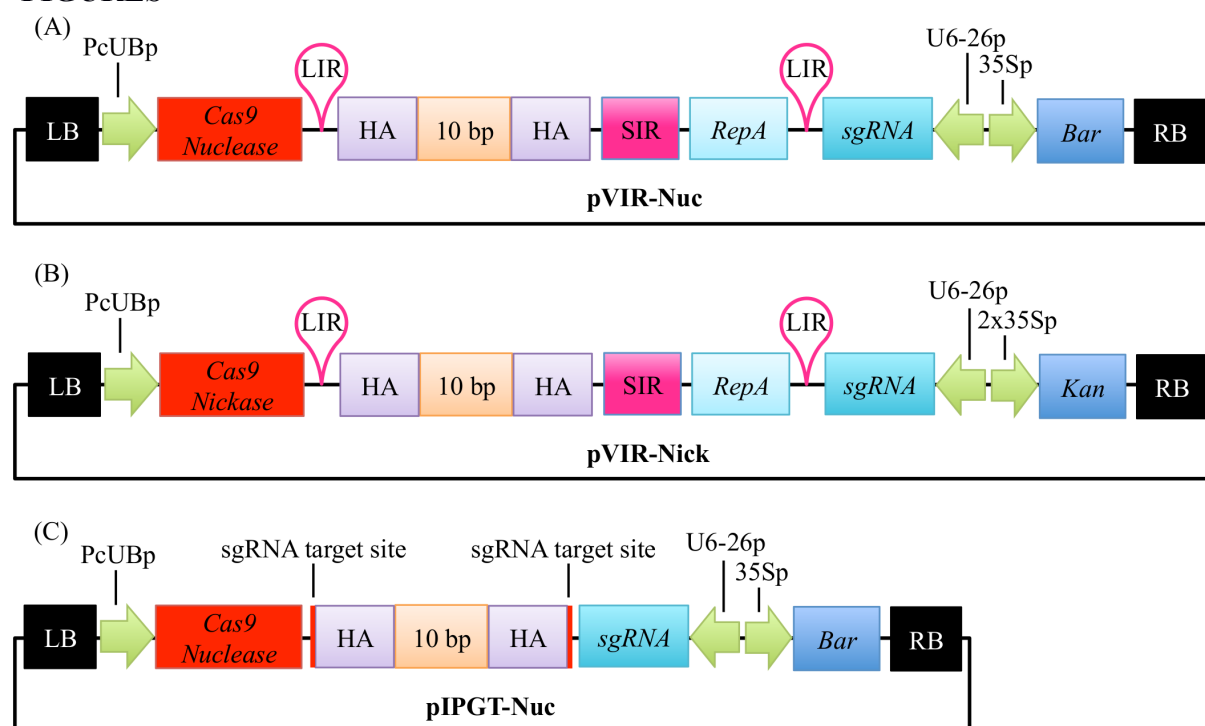 (A)
PcUBp
LIR
LIR
U6-26p
35Sp
LB
Cas9
Nuclease
HA
10 bp
HA
SIR
RepA
sgRNA
Bar
RB
pVIR-Nuc
(B)
PcUBp
LIR
LIR
U6-26p
2x35Sp
LB
Cas9
Nickase
HA
10 bp
HA
SIR
RepA
sgRNA
Kan
RB
pVIR-Nick
(C)
PcUBp
sgRNA target site
sgRNA target site
U6-26p
35Sp
LB
Cas9
Nuclease
HA
10 bp
HA
sgRNA
Bar
RB
pIPGT-Nuc